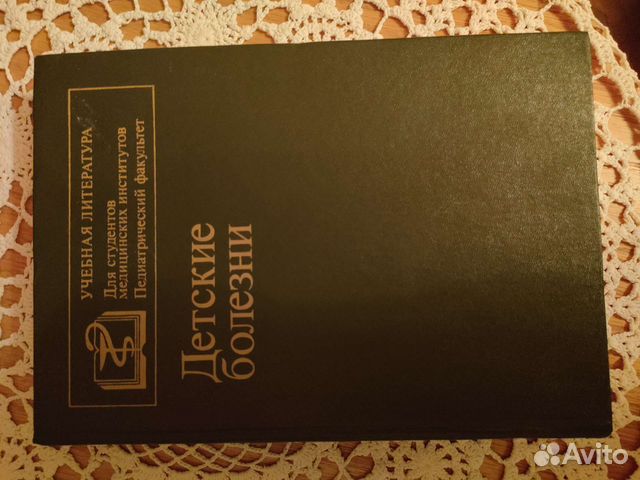 УЧЕБНАЯ ЛИТЕРАТУРА
Для студентов
медицинских институтов
Педиатрический факультет
Детские
болезни
Avito